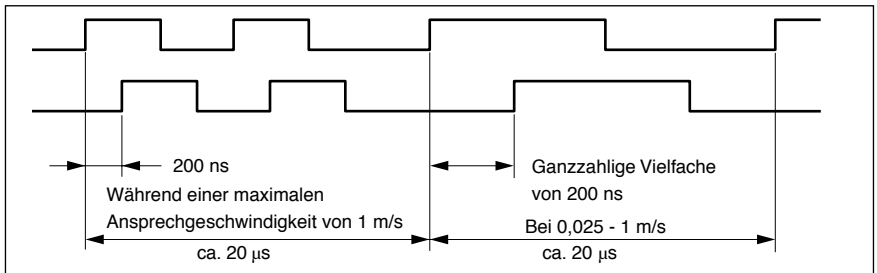 200 ns
Während einer maximalen
Ansprechgeschwindigkeit von 1 m/s
ca. 20 μs
Ganzzahlige Vielfache
von 200 ns
Bei 0,025 - 1 m/s
ca. 20 μs